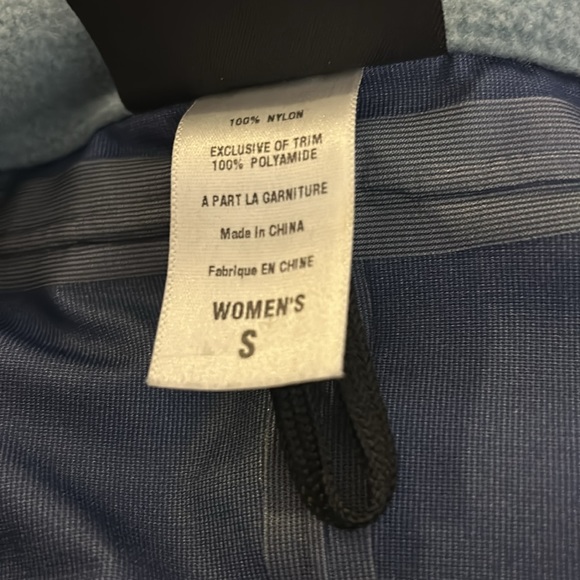 100% NYLON
EXCLUSIVE OF TRIM
100% POLYAMIDE
A PART LA GARNITURE
Made in CHINA
Fabrique EN CHINE
WOMEN'S
S